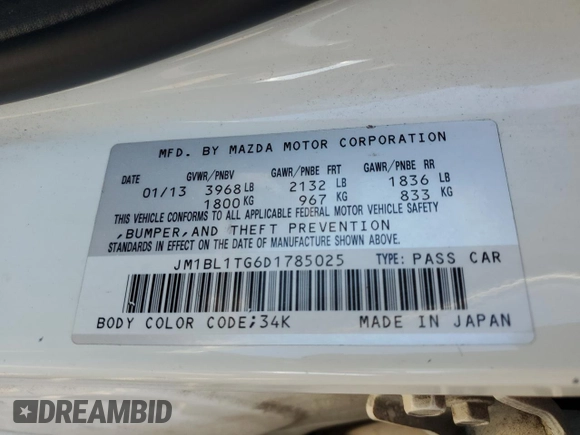 MFD. BY MAZDA MOTOR CORPORATION
DATE GVWR/PNBV GAWR/PNBE FRT GAWR/PNBE RR
01/13 3968 LB 2132 LB 1836 LB
1800 KG 967 KG 833 KG
THIS VEHICLE CONFORMS TO ALL APPLICABLE FEDERAL MOTOR VEHICLE SAFETY
,BUMPER,AND THEFT PREVENTION
STANDARDS IN EFFECT ON THE DATE OF MANUFACTURE SHOWN ABOVE.
JM1BL1TG6D1785025 TYPE: PASS CAR
BODY COLOR CODE;34K MADE IN JAPAN
DREAMBID